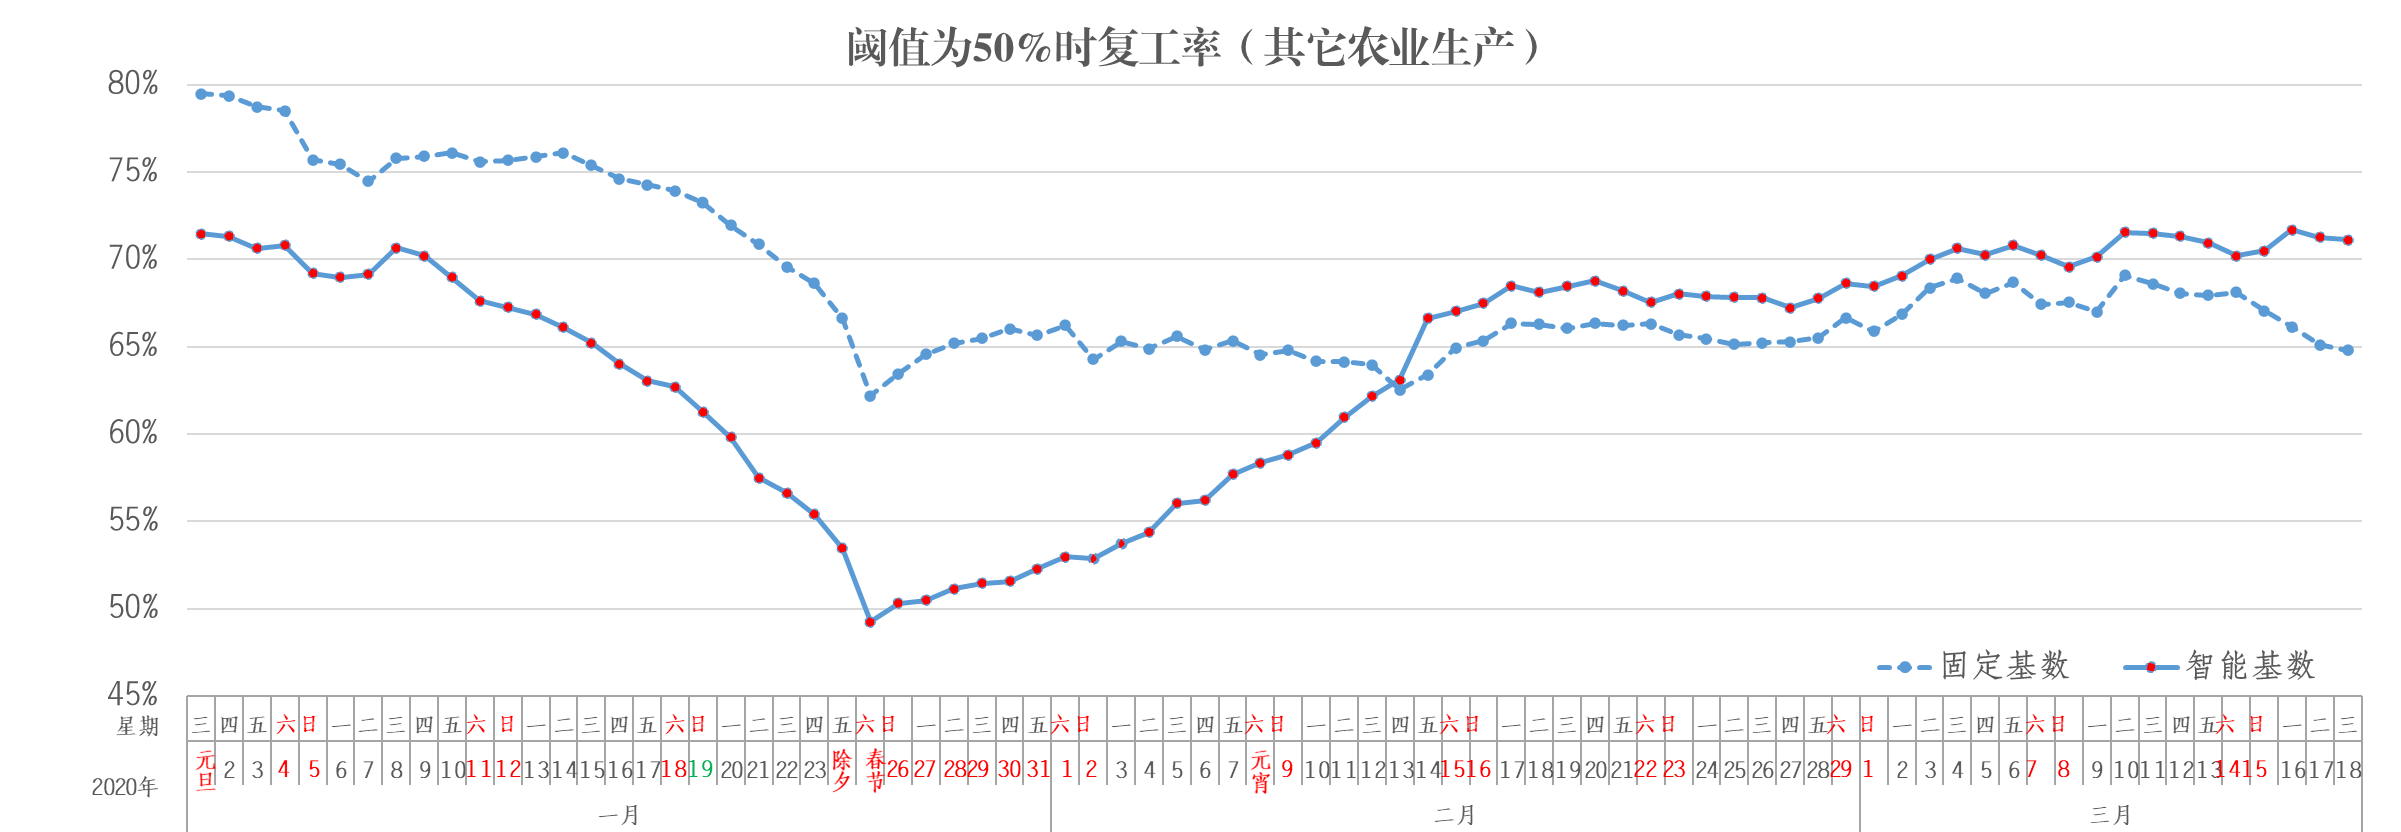 阈值为50%时复工率（其它农业生产）
80%
75%
70%
65%
60%
55%
50%
45%
固定基数 智能基数
星期 三 四 五 六 日 一 二 三 四 五 六 日 一 二 三 四 五 六 日 一 二 三 四 五 六 日 一 二 三 四 五 六 日 一 二 三 四 五 六 日 一 二 三 四 五 六 日 一 二 三 四 五 六 日 一 二 三 四 五 六 日 一 二 三 四 五 六 日 一 二 三 四 五 六 日 一 二 三
2020年 元旦 2 3 4 5 6 7 8 9 10 11 12 13 14 15 16 17 18 19 20 21 22 23 除夕 春节 26 27 28 29 30 31 1 2 3 4 5 6 7 元宵 9 10 11 12 13 14 15 16 17 18 19 20 21 22 23 24 25 26 27 28 29 1 2 3 4 5 6 7 8 9 10 11 12 13 14 15 16 17 18
一月 二月 三月